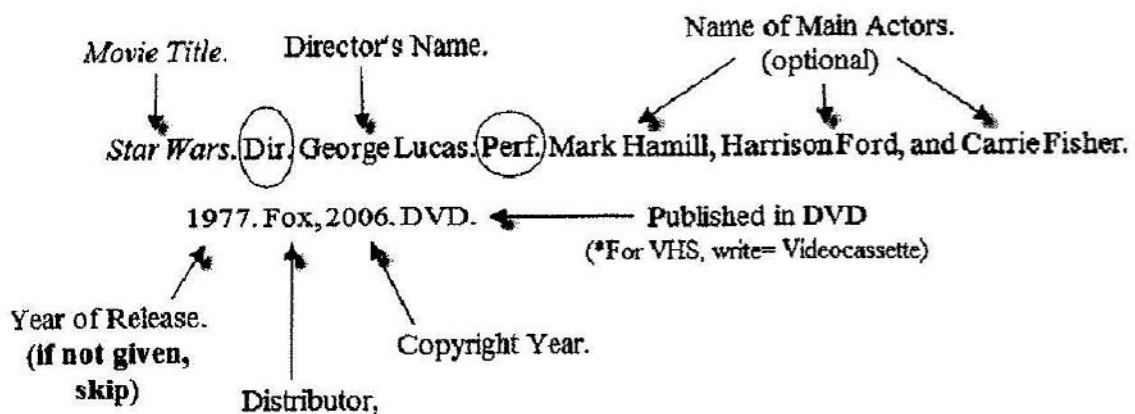 Movie Title.
Director's Name.
Name of Main Actors.
(optional)
Star Wars. Dir. George Lucas. Perf. Mark Hamill, Harrison Ford, and Carrie Fisher.
1977. Fox, 2006. DVD.
Published in DVD
(*For VHS, write= Videocassette)
Year of Release.
(if not given,
skip)
Copyright Year.
Distributor,